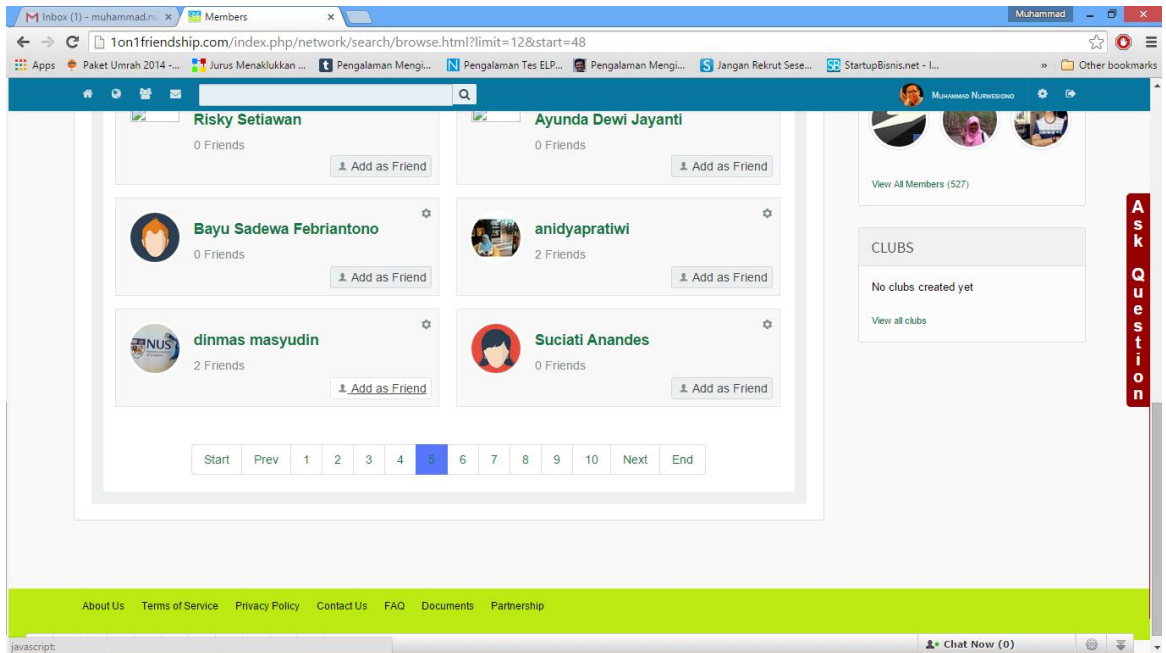 Inbox (1) - muhammad.nu
Members
Muhammad
1on1friendship.com/index.php/network/search/browse.html?limit=12&start=48
Apps
Paket Umrah 2014 -...
Jurus Menaklukkan ...
Pengalaman Mengi...
Pengalaman Tes ELP...
Pengalaman Mengi...
Jangan Rekrut Sese...
StartupBisnis.net - I...
»
Other bookmarks
Muhammad Nurwegiono
Risky Setiawan
0 Friends
Add as Friend
Ayunda Dewi Jayanti
0 Friends
Add as Friend
View All Members (527)
Bayu Sadewa Febriantono
0 Friends
Add as Friend
anidyapratiwi
2 Friends
Add as Friend
CLUBS
No clubs created yet
View all clubs
Ask Question
NUS
dinmas masyudin
2 Friends
Add as Friend
Suciati Anandes
0 Friends
Add as Friend
Start Prev 1 2 3 4 5 6 7 8 9 10 Next End
About Us Terms of Service Privacy Policy Contact Us FAQ Documents Partnership
javascript:
Chat Now (0)